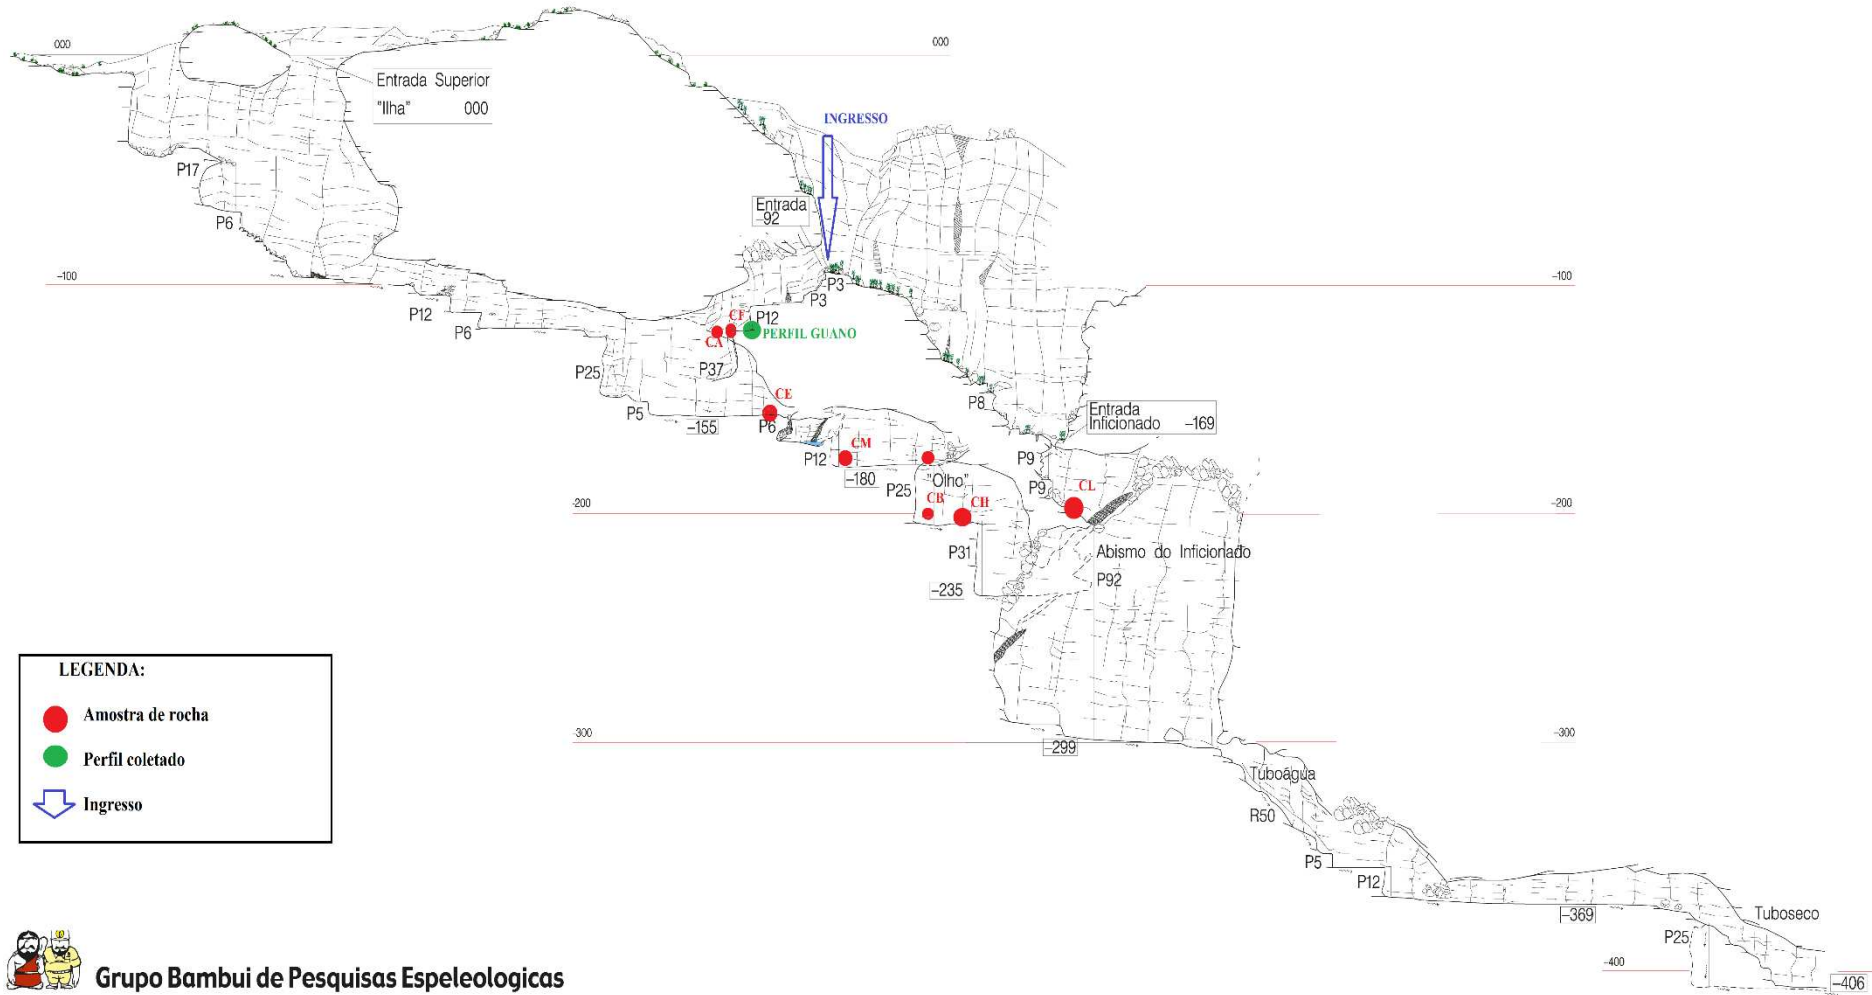 000
000
Entrada Superior
"Ilha" 000
INGRESSO
P17
Entrada
-92
P6
-100
-100
P3
P3
P12
P12
CF
PERFIL GUANO
P6
CA
P25
P37
CE
P8
P5
-155
P6
Entrada
Inficionado -169
CM
P12
P9
-180
"Olho"
P25
P9
CL
CB
CH
-200
-200
-200
P31
Abismo do Inficionado
P92
-235
LEGENDA:
Amostra de rocha
Perfil coletado
Ingresso
-300
-300
-299
Tuboágua
R50
P5
P12
-369
Tuboseco
P25
-400
-406
Grupo Bambui de Pesquisas Espeleologicas